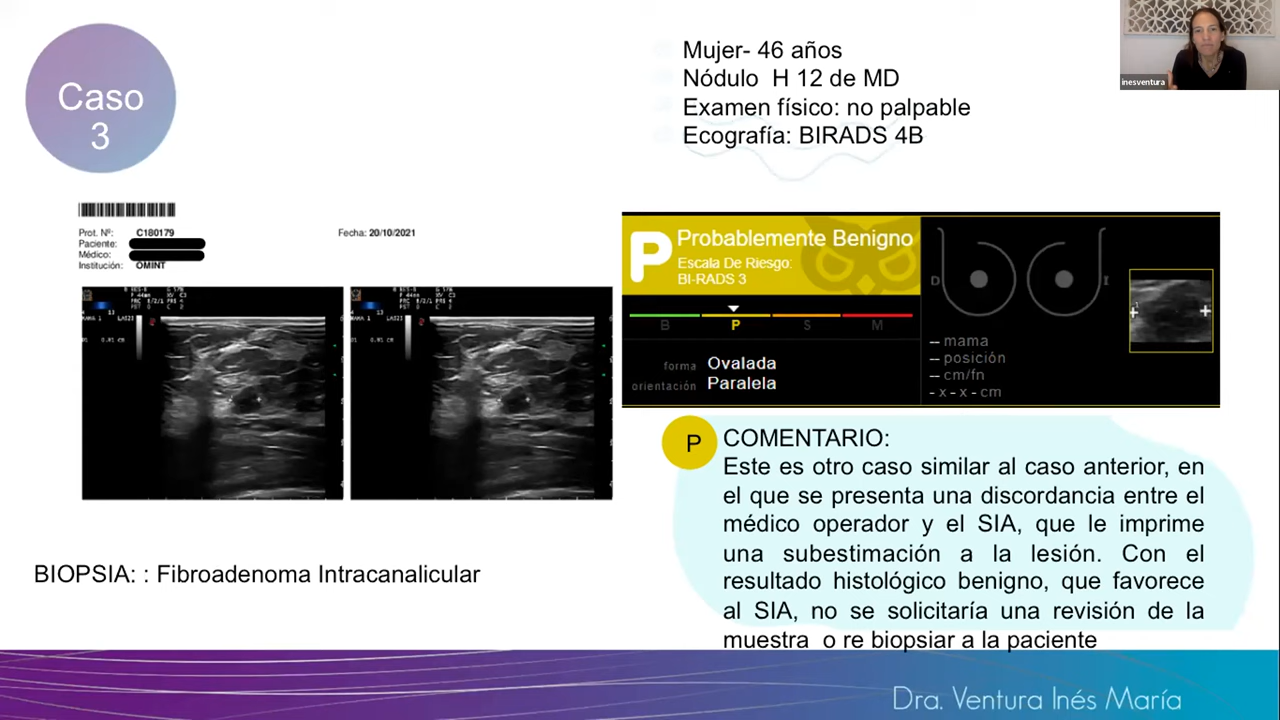 Caso
3
Mujer- 46 años
Nódulo H 12 de MD
Examen físico: no palpable
Ecografía: BIRADS 4B
inesventura
Prot. Nº: C180179
Paciente:
Médico:
Institución: OMINT
Fecha: 20/10/2021
P Probablemente Benigno
Escala De Riesgo:
BI-RADS 3
B P S M
forma Ovalada
orientación Paralela
D I
-- mama
-- posición
-- cm/fn
- x - x - cm
P
COMENTARIO:
Este es otro caso similar al caso anterior, en
el que se presenta una discordancia entre el
médico operador y el SIA, que le imprime
una subestimación a la lesión. Con el
resultado histológico benigno, que favorece
al SIA, no se solicitaría una revisión de la
muestra o re biopsiar a la paciente
BIOPSIA: : Fibroadenoma Intracanalicular
Dra. Ventura Inés María